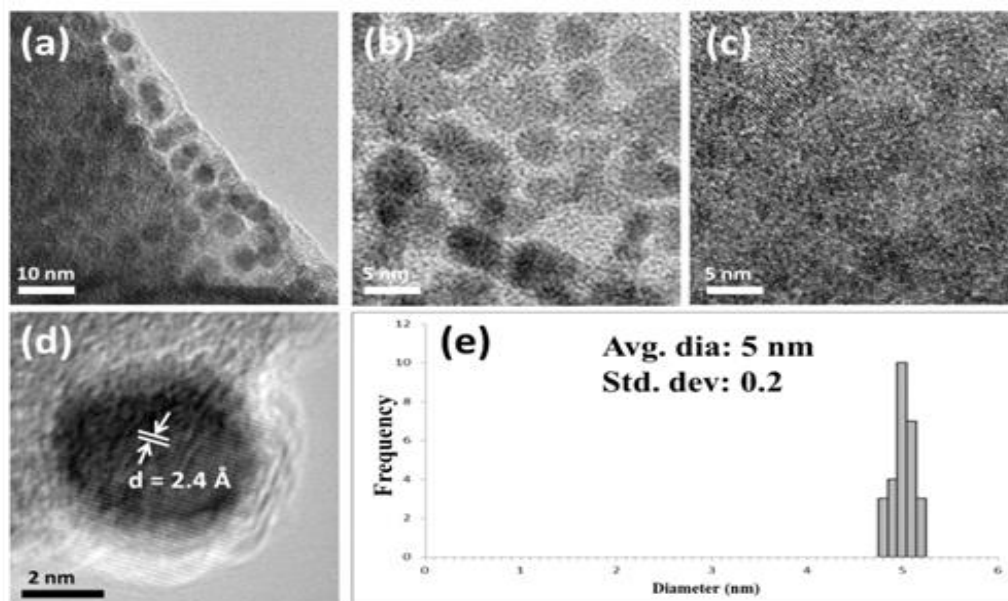 (a)
10 nm
(b)
5 nm
(c)
5 nm
(d)
d = 2.4 Å
2 nm
(e)
Avg. dia: 5 nm
Std. dev: 0.2
Frequency
12
10
8
6
4
2
0
0 1 2 3 4 5 6
Diameter (nm)